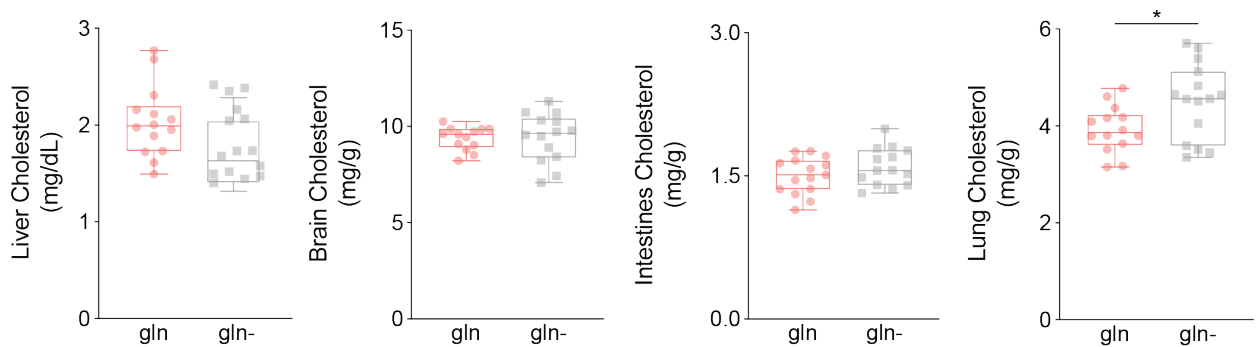 Liver Cholesterol
(mg/dL)
3
2
1
0
gln
gln-
Brain Cholesterol
(mg/g)
15
10
5
0
gln
gln-
Intestines Cholesterol
(mg/g)
3.0
1.5
0.0
gln
gln-
Lung Cholesterol
(mg/g)
6
4
2
0
*
gln
gln-